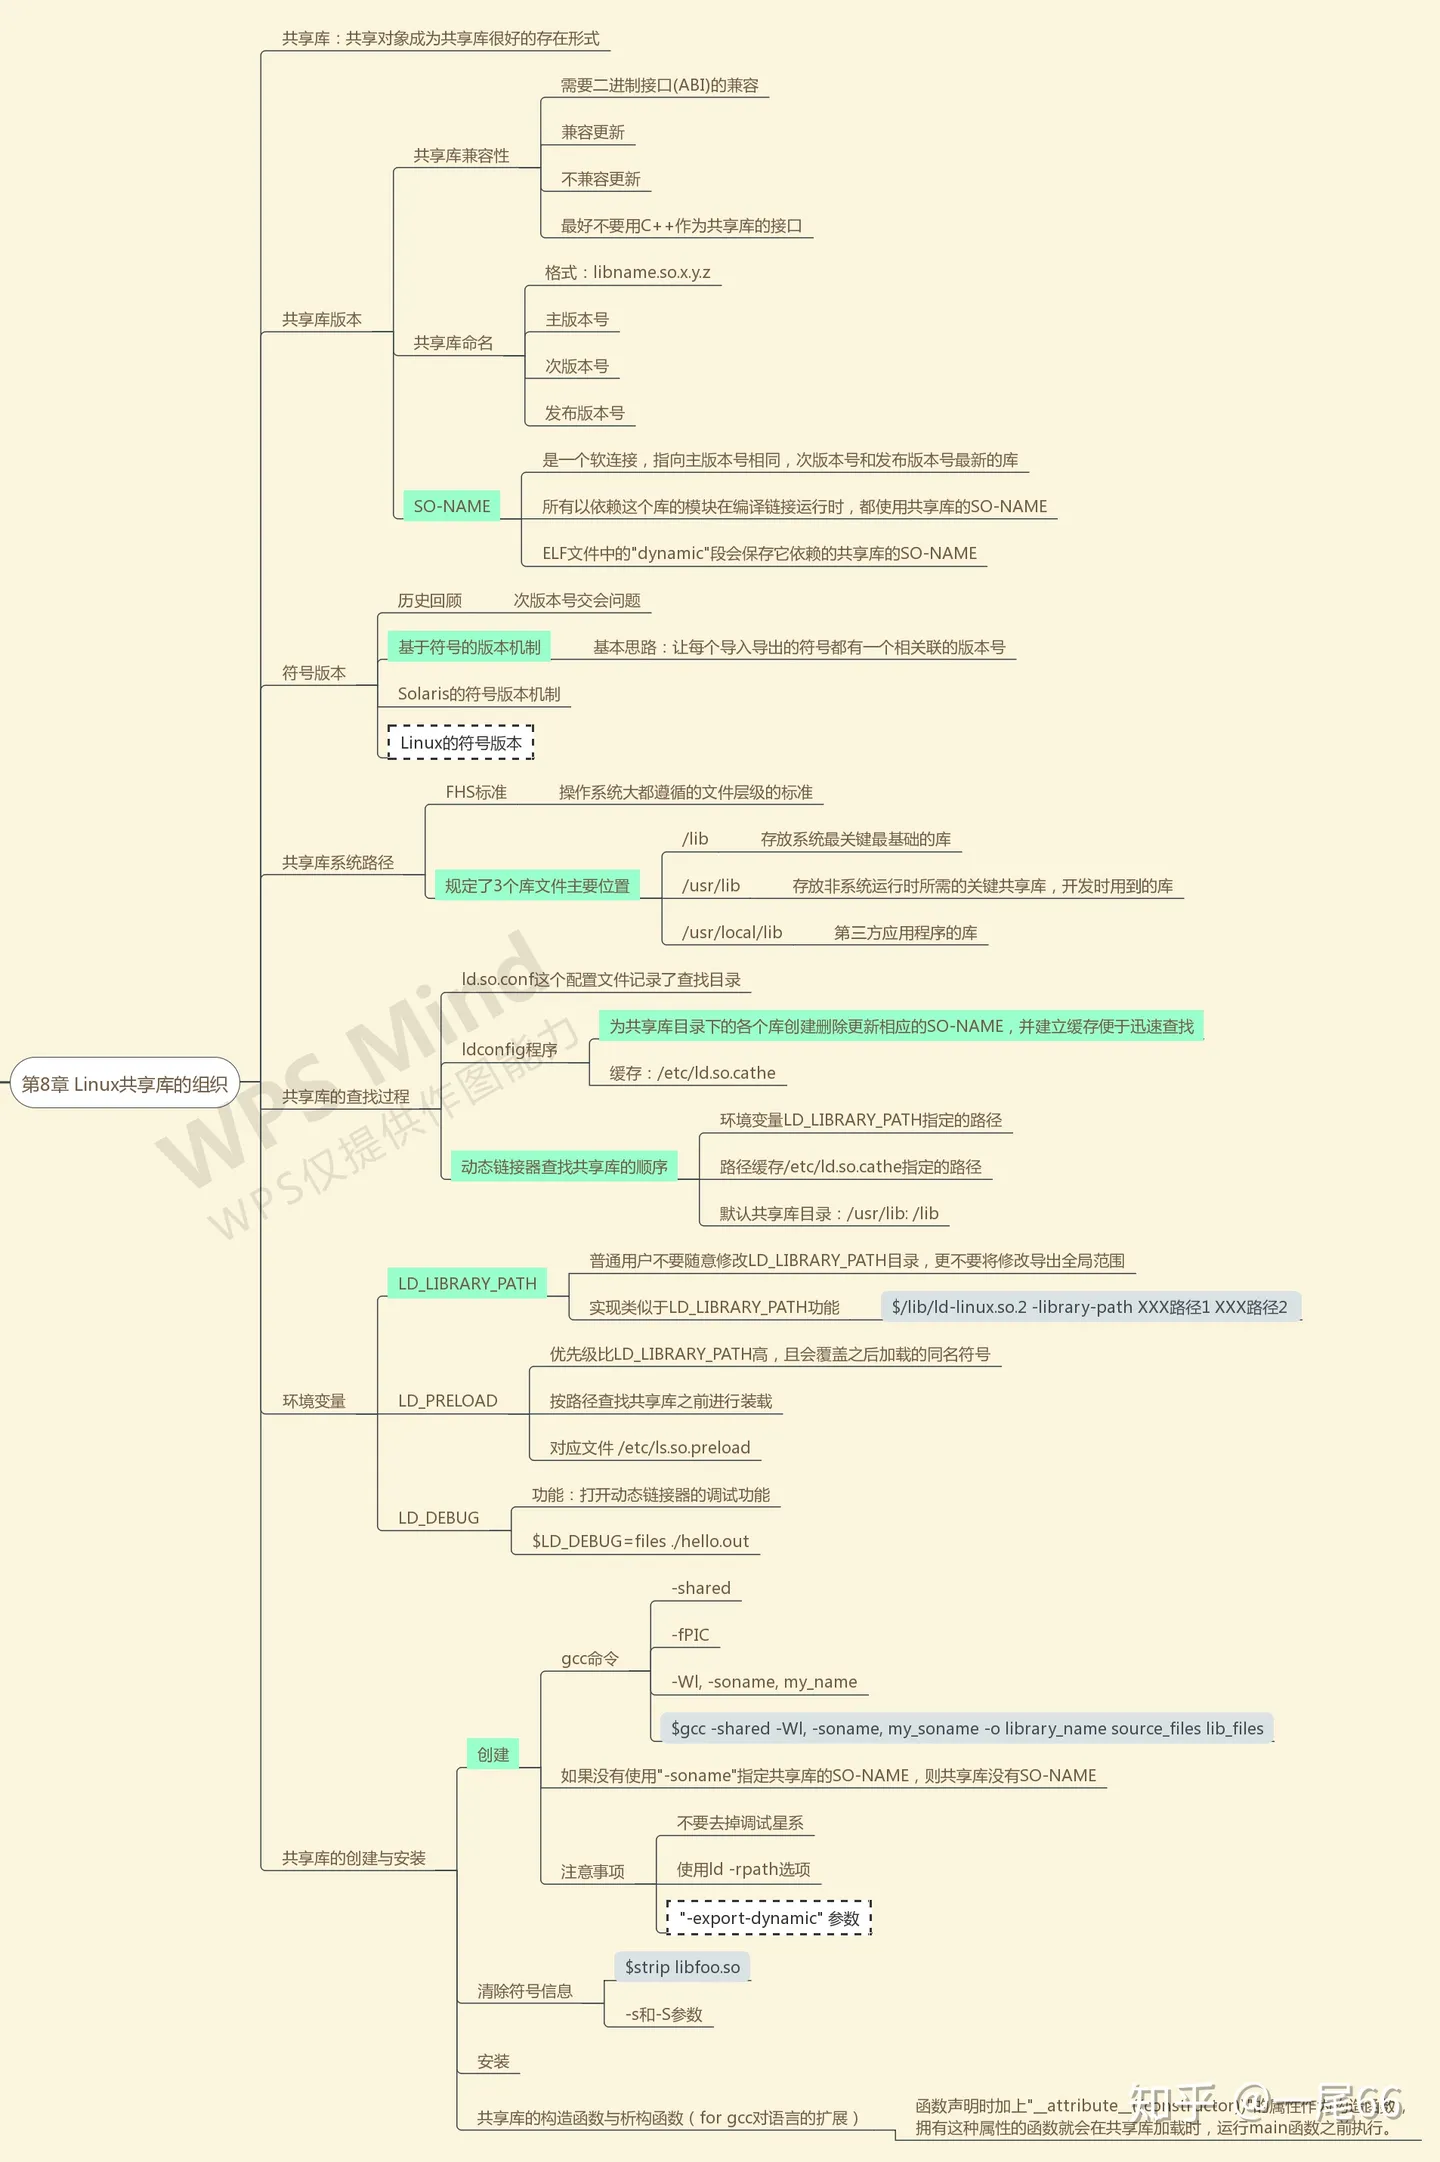 共享库：共享对象成为共享库很好的存在形式
需要二进制接口(ABI)的兼容
兼容更新
共享库兼容性
不兼容更新
最好不要用C++作为共享库的接口
格式：libname.so.x.y.z
共享库版本
主版本号
共享库命名
次版本号
发布版本号
是一个软连接，指向主版本号相同，次版本号和发布版本号最新的库
SO-NAME
所有以依赖这个库的模块在编译链接运行时，都使用共享库的SO-NAME
ELF文件中的"dynamic"段会保存它依赖的共享库的SO-NAME
历史回顾
次版本号交会问题
基于符号的版本机制
基本思路：让每个导入导出的符号都有一个相关联的版本号
符号版本
Solaris的符号版本机制
Linux的符号版本
FHS标准
操作系统大都遵循的文件层级的标准
/lib
存放系统最关键最基础的库
共享库系统路径
规定了3个库文件主要位置
/usr/lib
存放非系统运行时所需的关键共享库，开发时用到的库
/usr/local/lib
第三方应用程序的库
ld.so.conf这个配置文件记录了查找目录
为共享库目录下的各个库创建删除更新相应的SO-NAME，并建立缓存便于迅速查找
ldconfig程序
缓存：/etc/ld.so.cathe
第8章 Linux共享库的组织
共享库的查找过程
环境变量LD_LIBRARY_PATH指定的路径
动态链接器查找共享库的顺序
路径缓存/etc/ld.so.cathe指定的路径
默认共享库目录：/usr/lib: /lib
WPS Mind
WPS仅提供作图能力
普通用户不要随意修改LD_LIBRARY_PATH目录，更不要将修改导出全局范围
LD_LIBRARY_PATH
实现类似于LD_LIBRARY_PATH功能
$/lib/ld-linux.so.2 -library-path XXX路径1 XXX路径2
优先级比LD_LIBRARY_PATH高，且会覆盖之后加载的同名符号
环境变量
LD_PRELOAD
按路径查找共享库之前进行装载
对应文件 /etc/ls.so.preload
功能：打开动态链接器的调试功能
LD_DEBUG
$LD_DEBUG=files ./hello.out
-shared
-fPIC
gcc命令
-Wl, -soname, my_name
$gcc -shared -Wl, -soname, my_soname -o library_name source_files lib_files
创建
如果没有使用"-soname"指定共享库的SO-NAME，则共享库没有SO-NAME
不要去掉调试星系
共享库的创建与安装
注意事项
使用ld -rpath选项
"-export-dynamic" 参数
$strip libfoo.so
清除符号信息
-s和-S参数
安装
共享库的构造函数与析构函数（for gcc对语言的扩展）
函数声明时加上"__attribute__((constructor))"的属性作为构造函数，
拥有这种属性的函数就会在共享库加载时，运行main函数之前执行。
知乎 @一尾66